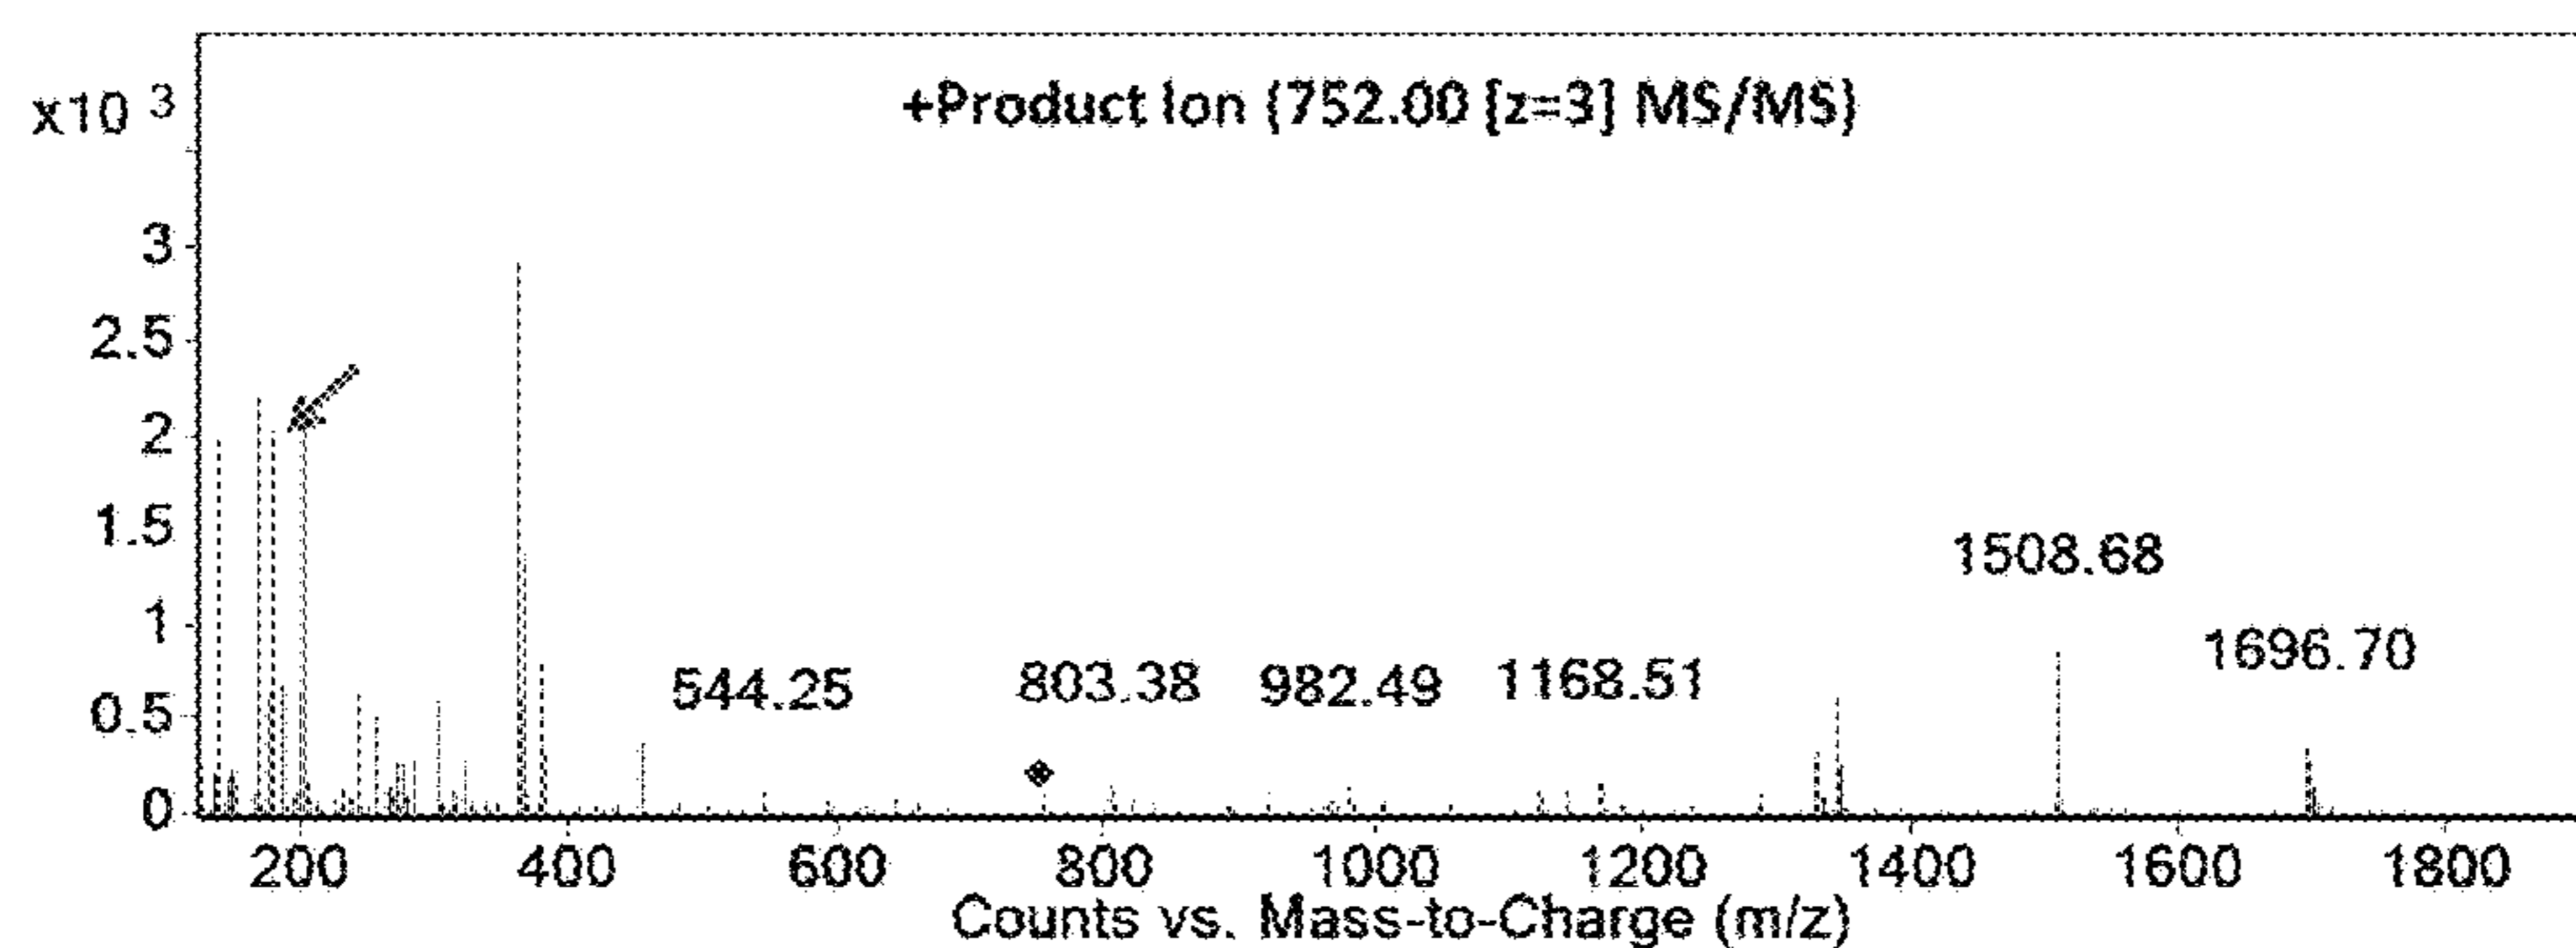 x10 3
+Product Ion (752.00 [z=3] MS/MS)
3
2.5
2
1.5
1
0.5
0
1508.68
1696.70
544.25 803.38 982.49 1168.51
200 400 600 800 1000 1200 1400 1600 1800
Counts vs. Mass-to-Charge (m/z)